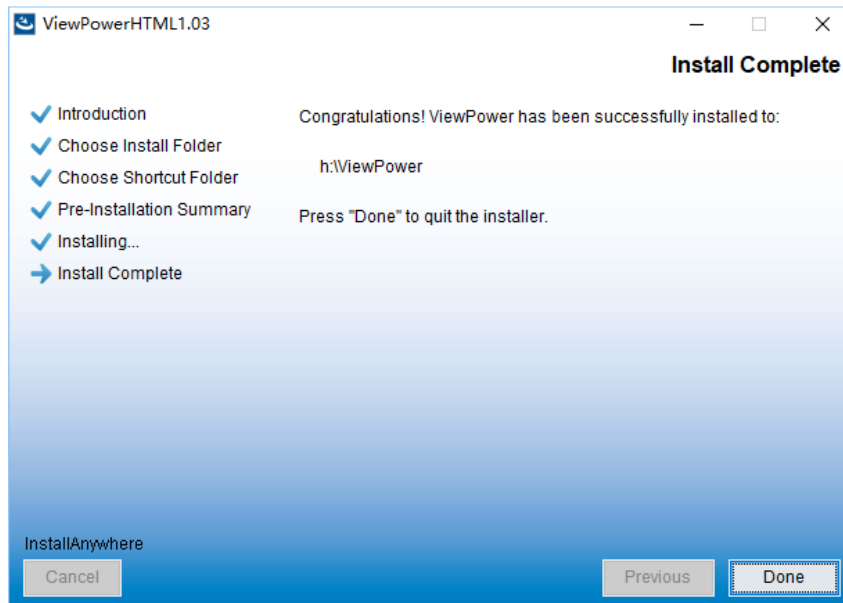 ViewPowerHTML1.03
Install Complete
Introduction
Choose Install Folder
Choose Shortcut Folder
Pre-Installation Summary
Installing...
Install Complete
Congratulations! ViewPower has been successfully installed to:
h:\ViewPower
Press "Done" to quit the installer.
InstallAnywhere
Cancel
Previous
Done